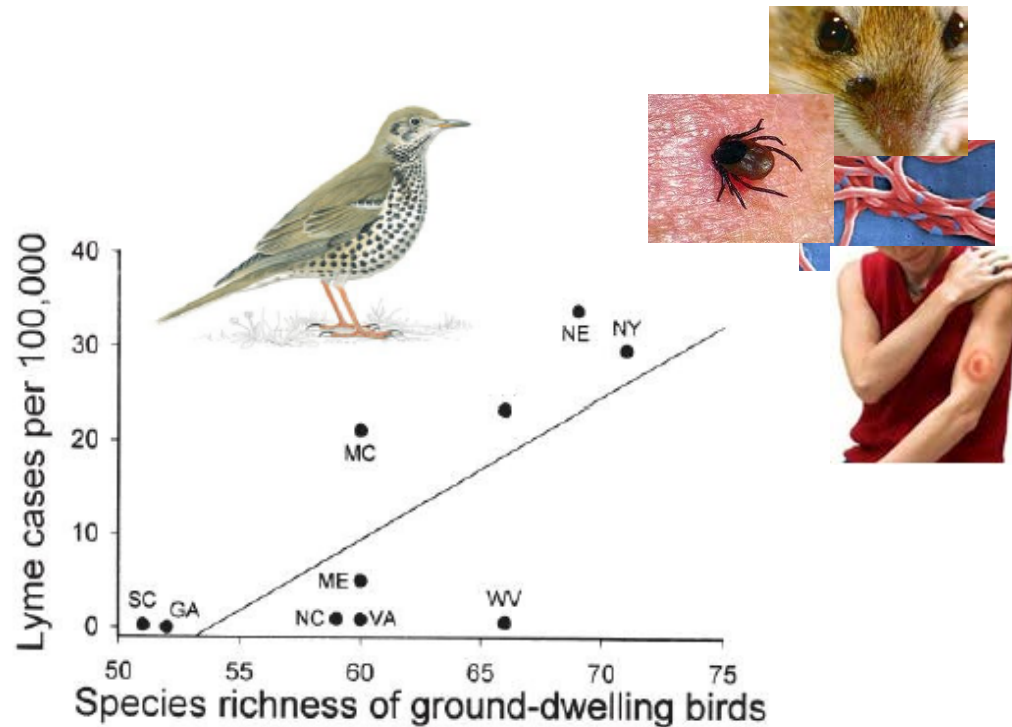 40
Lyme cases per 100,000
30
NE
NY
20
MC
10
ME
SC
GA
NC
VA
WV
0
50
55
60
65
70
75
Species richness of ground-dwelling birds